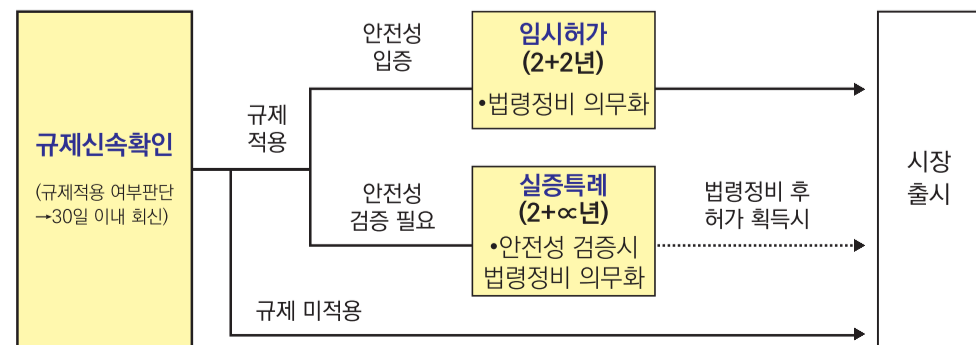 규제신속확인
(규제적용 여부판단
→30일 이내 회신)
규제
적용
안전성
입증
임시허가
(2+2년)
•법령정비 의무화
안전성
검증 필요
실증특례
(2+∝년)
•안전성 검증시
법령정비 의무화
법령정비 후
허가 획득시
규제 미적용
시장
출시